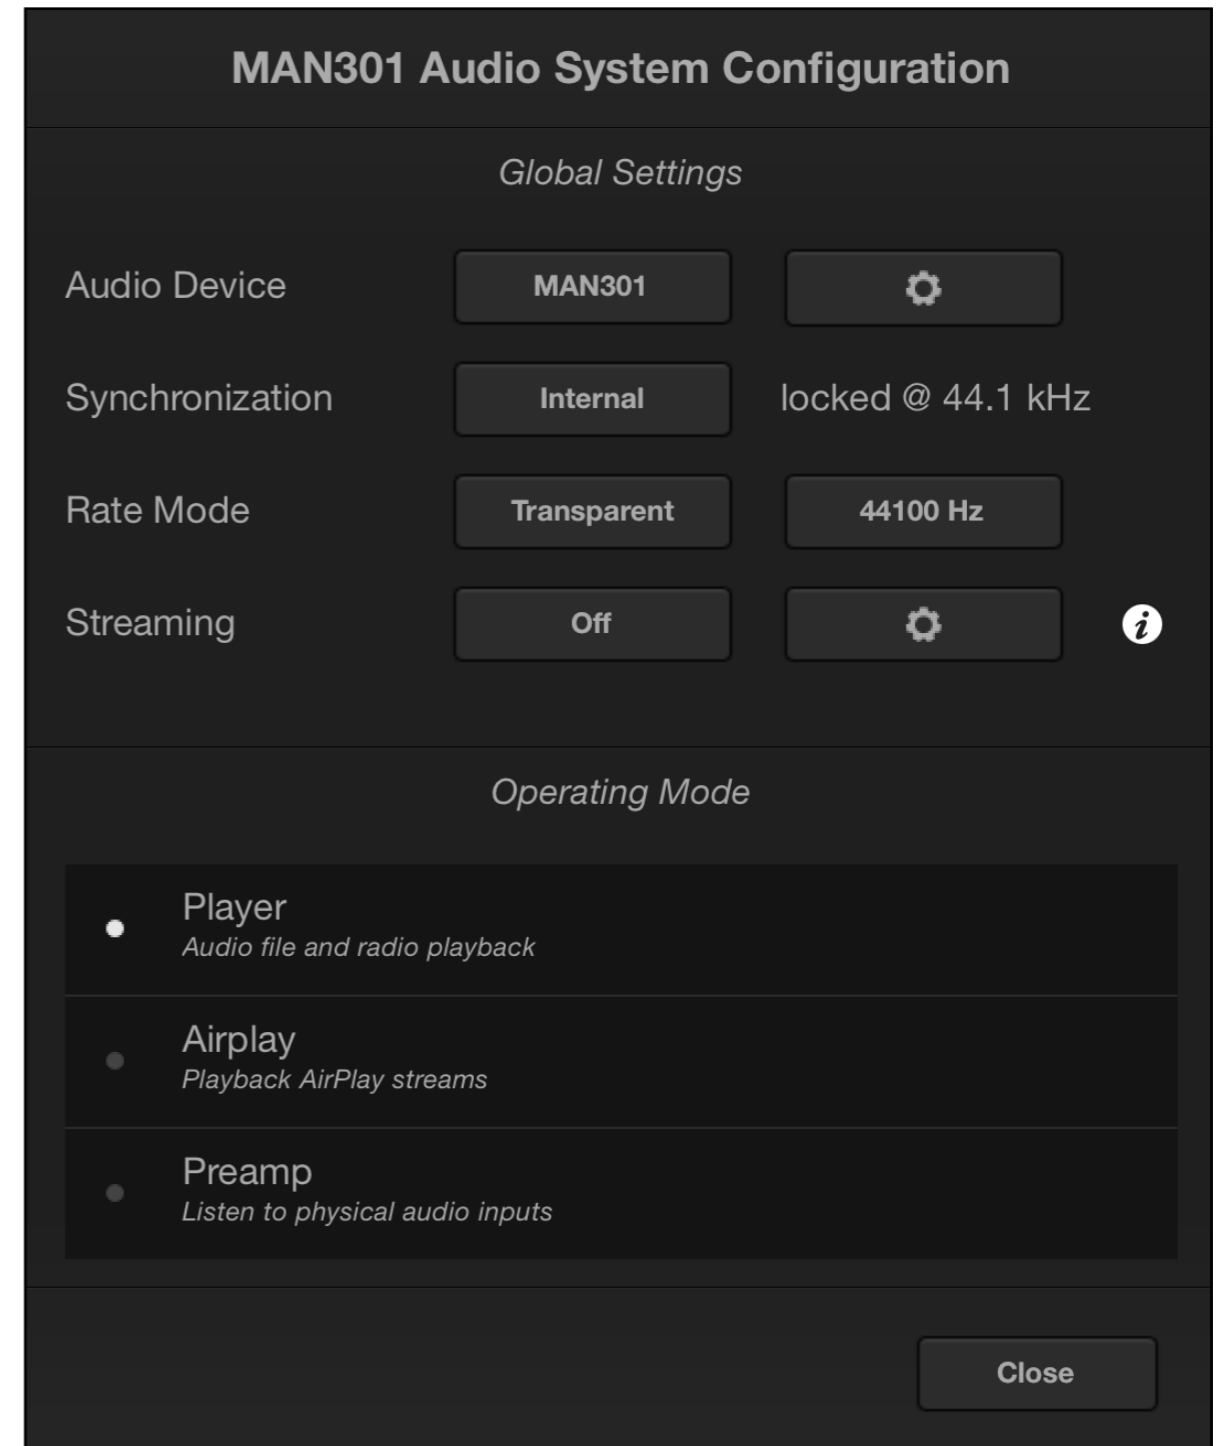 MAN301 Audio System Configuration
Global Settings
Audio Device MAN301
Synchronization Internal locked @ 44.1 kHz
Rate Mode Transparent 44100 Hz
Streaming Off i
Operating Mode
Player
Audio file and radio playback
Airplay
Playback AirPlay streams
Preamp
Listen to physical audio inputs
Close